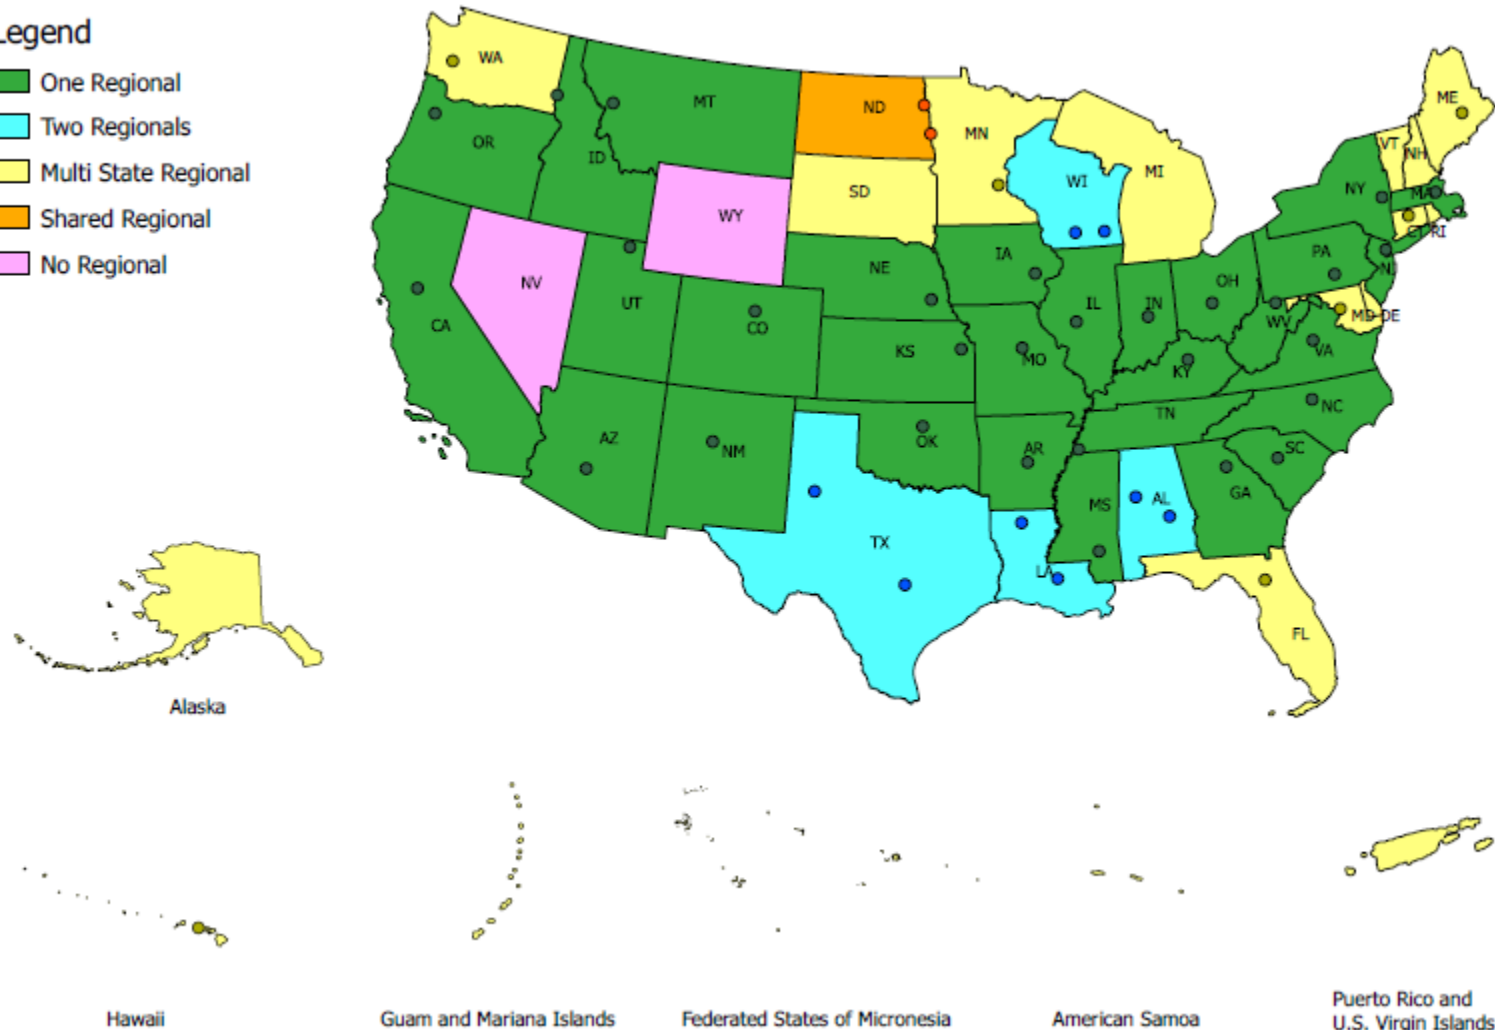 Legend
One Regional
Two Regionals
Multi State Regional
Shared Regional
No Regional
WA
MT
ND
MN
ME
OR
ID
VT
NH
SD
WI
MI
NY
MA
WY
CT
RI
NV
NE
IA
PA
NJ
UT
CO
IL
IN
OH
CA
WV
MD
DE
KS
MO
KY
VA
AZ
NM
OK
TN
NC
AR
SC
MS
AL
GA
TX
LA
FL
Alaska
Hawaii
Guam and Mariana Islands
Federated States of Micronesia
American Samoa
Puerto Rico and
U.S. Virgin Islands